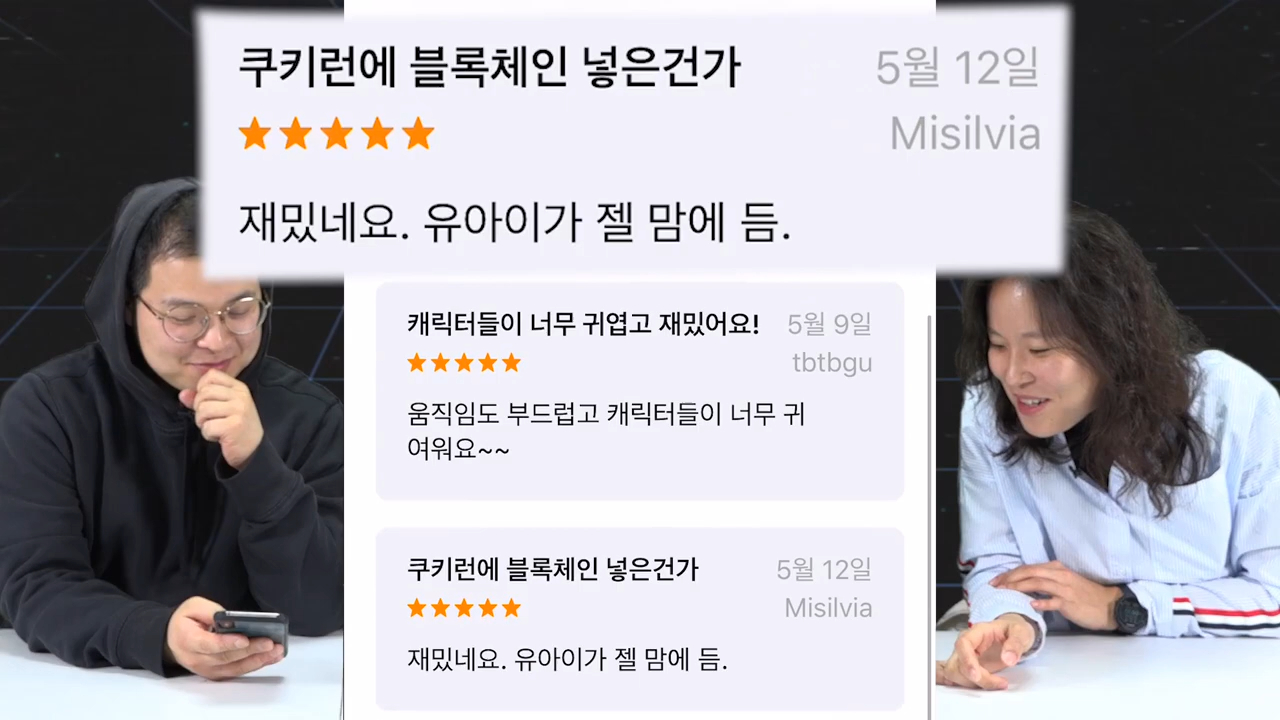 쿠키런에 블록체인 넣은건가
5월 12일
★★★★★
Misilvia
재밌네요. 유아이가 젤 맘에 듬.
캐릭터들이 너무 귀엽고 재밌어요!
5월 9일
★★★★★
tbtbgu
움직임도 부드럽고 캐릭터들이 너무 귀
여워요~~
쿠키런에 블록체인 넣은건가
5월 12일
★★★★★
Misilvia
재밌네요. 유아이가 젤 맘에 듬.